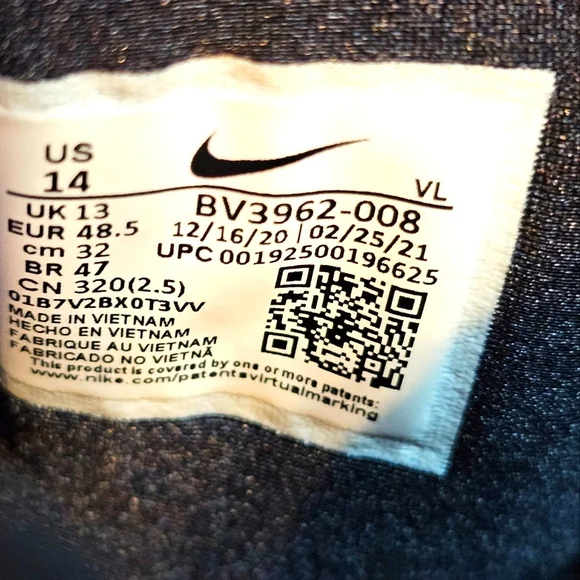 US
14
VL
UK 13
EUR 48.5
cm 32
BR 47
CN 320(2.5)
01B7V2BX0T3VV
BV3962-008
12/16/20 | 02/25/21
UPC 00192500196625
MADE IN VIETNAM
HECHO EN VIETNAM
FABRIQUE AU VIETNAM
FABRICADO NO VIETNÃ
This product is covered by one or more patents:
www.nike.com/patentsvirtualmarking